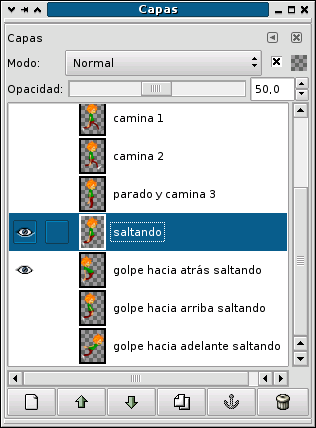 Capas
Capas
Modo: Normal
Opacidad: 50,0
camina 1
camina 2
parado y camina 3
saltando
golpe hacia atrás saltando
golpe hacia arriba saltando
golpe hacia adelante saltando